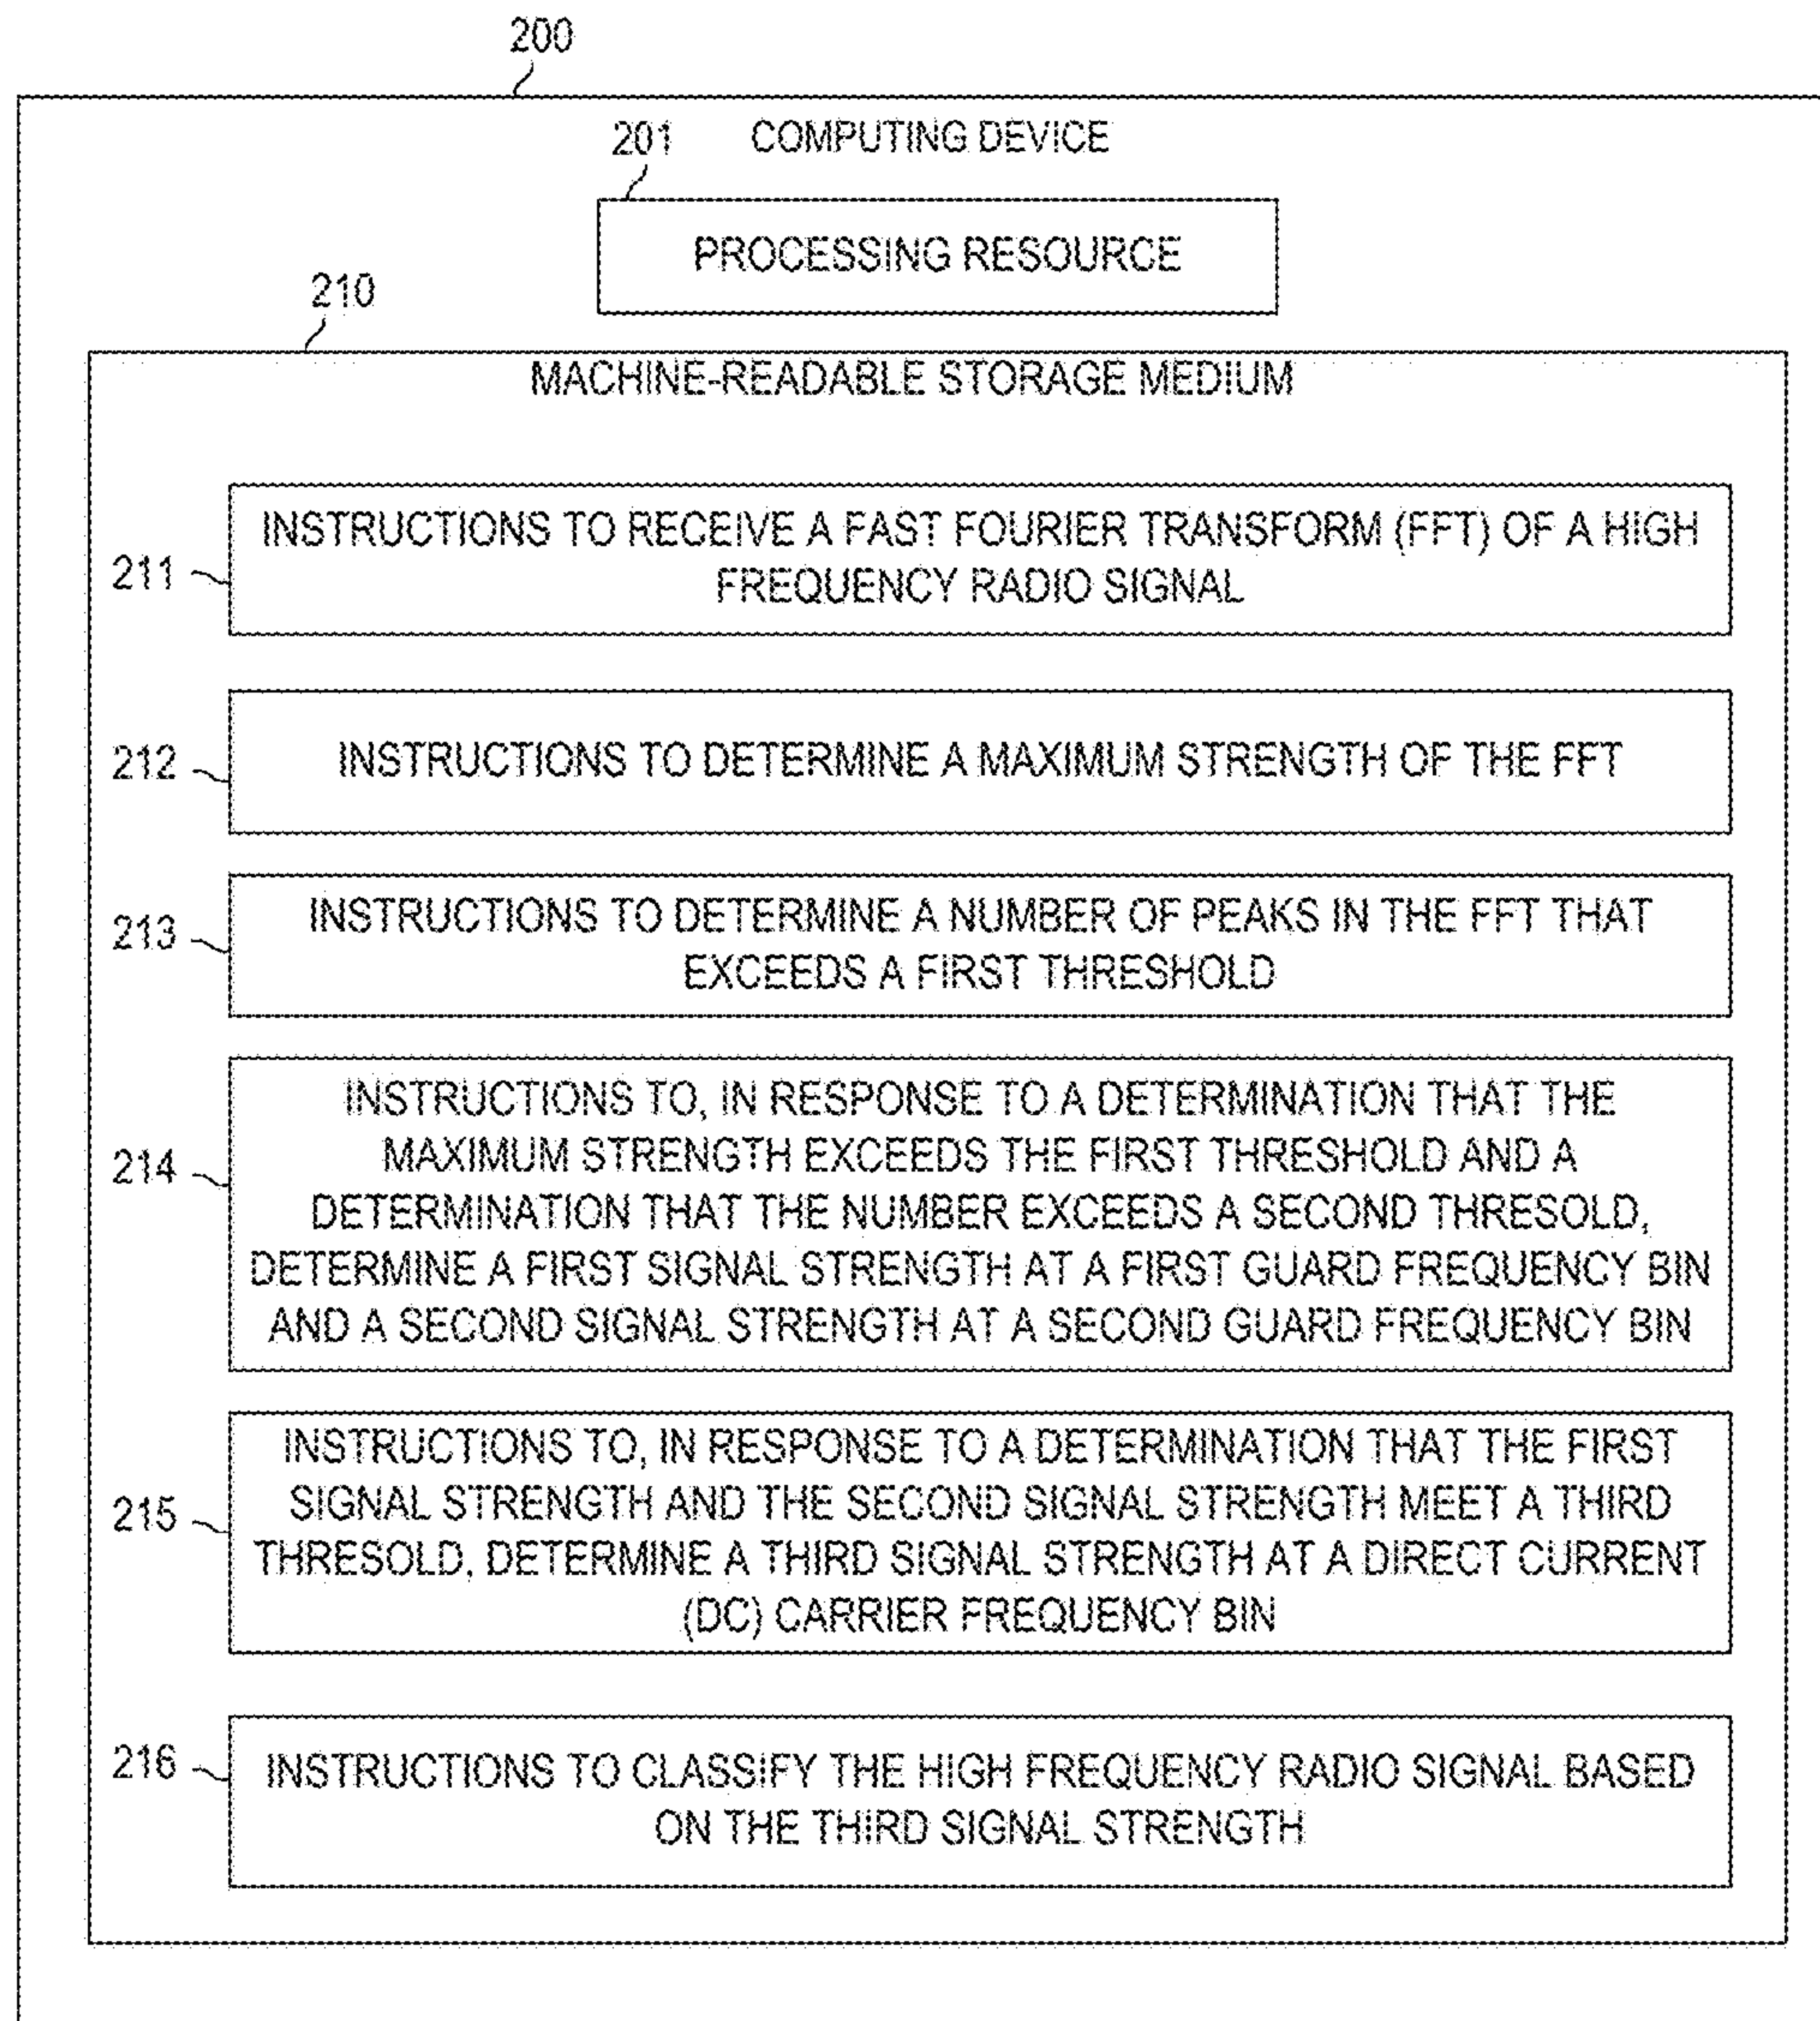 200
201 COMPUTING DEVICE
PROCESSING RESOURCE
210
MACHINE-READABLE STORAGE MEDIUM
211
INSTRUCTIONS TO RECEIVE A FAST FOURIER TRANSFORM (FFT) OF A HIGH
FREQUENCY RADIO SIGNAL
212
INSTRUCTIONS TO DETERMINE A MAXIMUM STRENGTH OF THE FFT
213
INSTRUCTIONS TO DETERMINE A NUMBER OF PEAKS IN THE FFT THAT
EXCEEDS A FIRST THRESHOLD
214
INSTRUCTIONS TO, IN RESPONSE TO A DETERMINATION THAT THE
MAXIMUM STRENGTH EXCEEDS THE FIRST THRESHOLD AND A
DETERMINATION THAT THE NUMBER EXCEEDS A SECOND THRESOLD,
DETERMINE A FIRST SIGNAL STRENGTH AT A FIRST GUARD FREQUENCY BIN
AND A SECOND SIGNAL STRENGTH AT A SECOND GUARD FREQUENCY BIN
215
INSTRUCTIONS TO, IN RESPONSE TO A DETERMINATION THAT THE FIRST
SIGNAL STRENGTH AND THE SECOND SIGNAL STRENGTH MEET A THIRD
THRESOLD, DETERMINE A THIRD SIGNAL STRENGTH AT A DIRECT CURRENT
(DC) CARRIER FREQUENCY BIN
216
INSTRUCTIONS TO CLASSIFY THE HIGH FREQUENCY RADIO SIGNAL BASED
ON THE THIRD SIGNAL STRENGTH